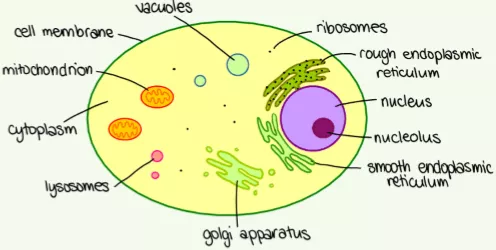 vacuoles
cell membrane
ribosomes
rough endoplasmic
reticulum
mitochondrion
nucleus
cytoplasm
nucleolus
smooth endoplasmic
reticulum
lysosomes
golgi apparatus